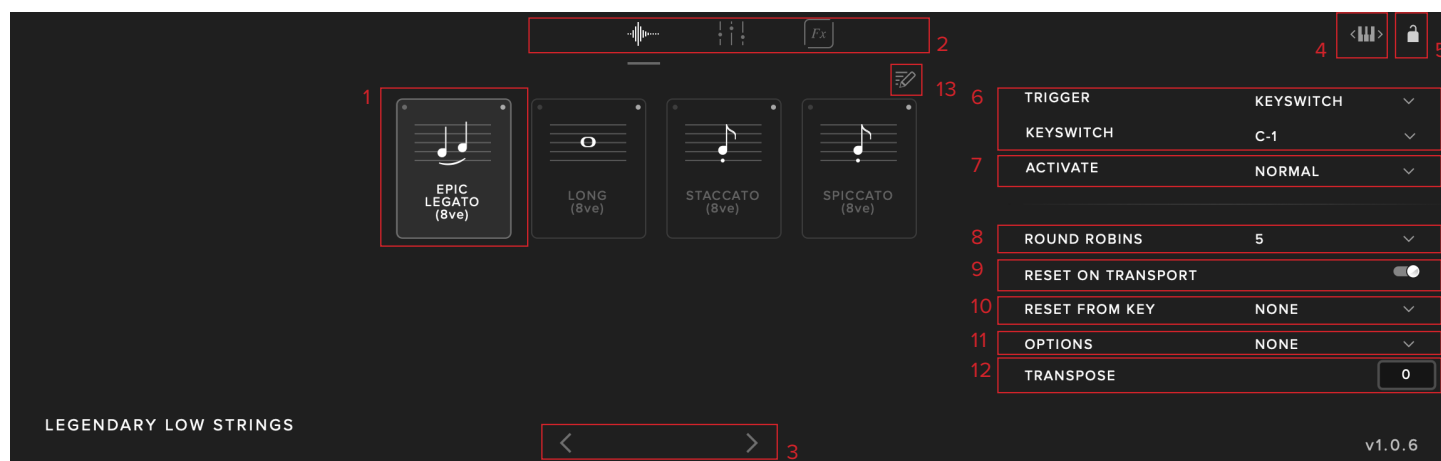 2
Fx
4
5
13
1
6
TRIGGER KEYSWITCH
KEYSWITCH C-1
7
ACTIVATE NORMAL
EPIC
LEGATO
(8ve)
LONG
(8ve)
STACCATO
(8ve)
SPICCATO
(8ve)
8
ROUND ROBINS 5
9
RESET ON TRANSPORT
10
RESET FROM KEY NONE
11
OPTIONS NONE
12
TRANSPOSE 0
LEGENDARY LOW STRINGS
3
v1.0.6